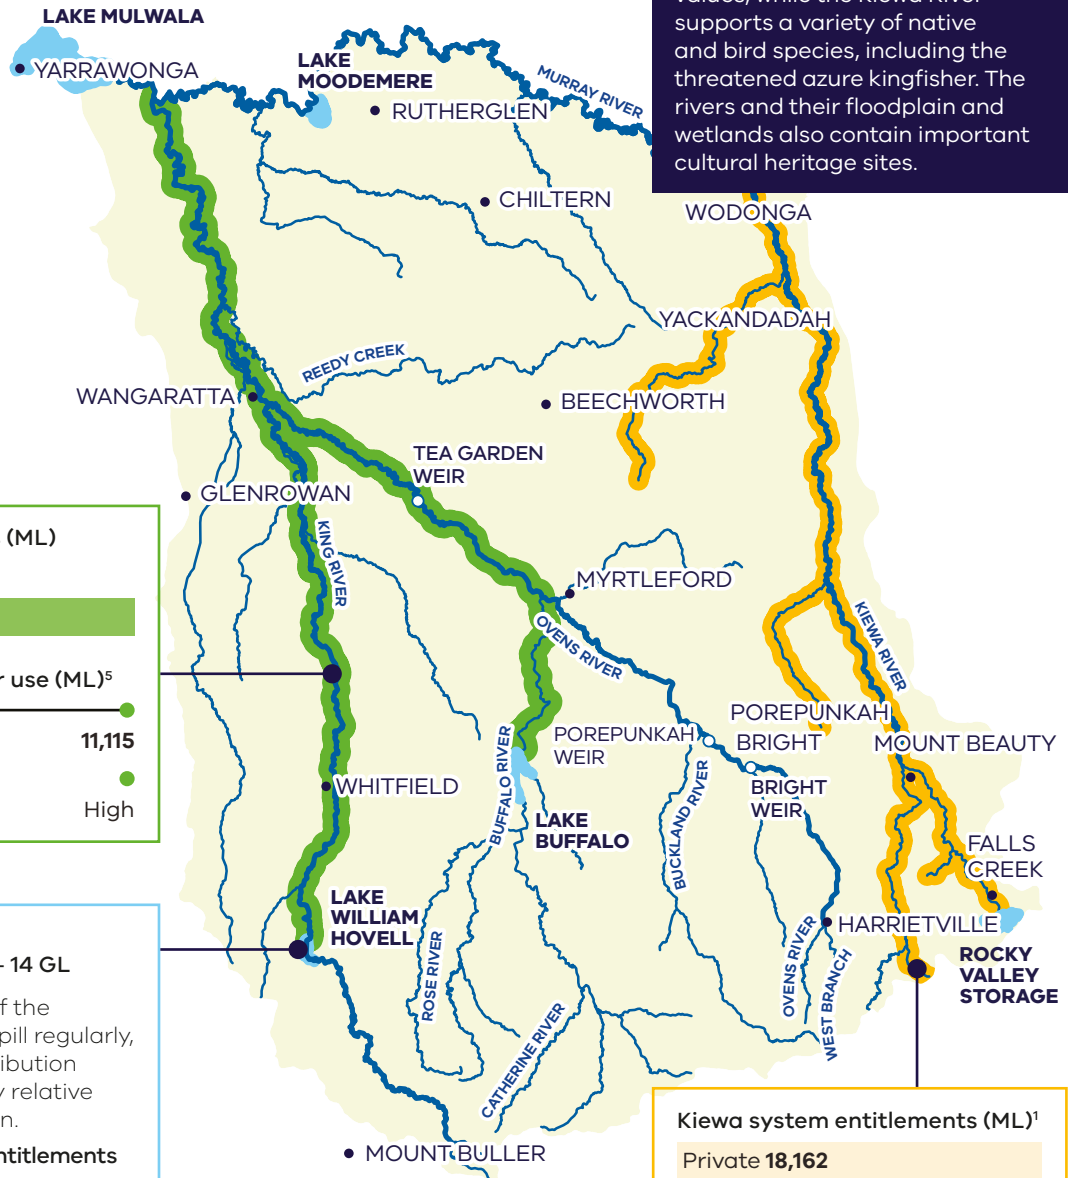 LAKE MULWALA
YARRAWONGA
LAKE
MOODEMERE
RUTHERGLEN
MURRAY RIVER
supports a variety of native
and bird species, including the
threatened azure kingfisher. The
rivers and their floodplain and
wetlands also contain important
cultural heritage sites.
CHILTERN
WODONGA
YACKANDADAH
REEDY CREEK
WANGARATTA
BEECHWORTH
TEA GARDEN
WEIR
GLENROWAN
KING RIVER
MYRTLEFORD
OVENS RIVER
KIEWA RIVER
(ML)
r use (ML)⁵
11,115
High
POREPUNKAH
BRIGHT
POREPUNKAH
WEIR
MOUNT BEAUTY
BUFFALO RIVER
WHITFIELD
BRIGHT
WEIR
BUCKLAND RIVER
LAKE
BUFFALO
FALLS
CREEK
LAKE
WILLIAM
HOVELL
HARRIETVILLE
ROCKY
VALLEY
STORAGE
ROSE RIVER
OVENS RIVER
WEST BRANCH
CATHERINE RIVER
- 14 GL
f the
pill regularly,
ribution
y relative
n.
ntitlements
MOUNT BULLER
Kiewa system entitlements (ML)¹
Private 18,162